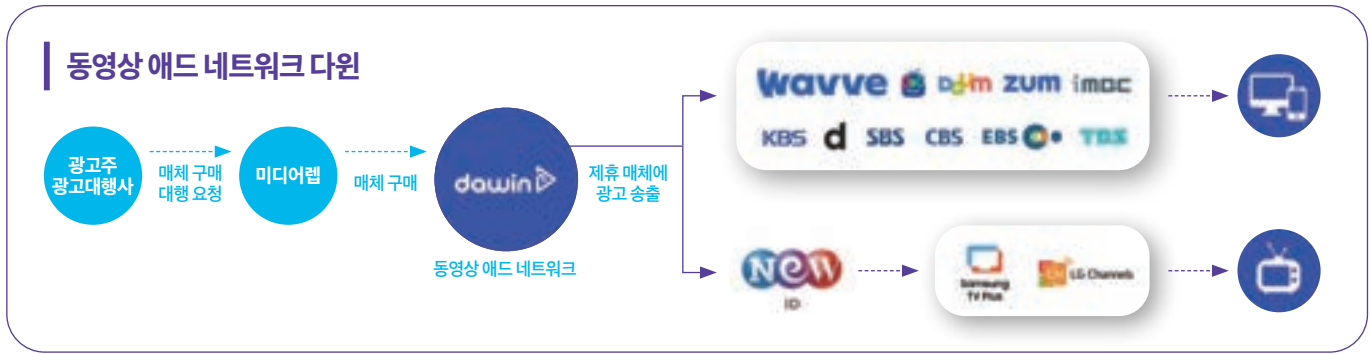 동영상 애드 네트워크 다윈
광고주
광고대행사
매체 구매
대행 요청
미디어렙
매체 구매
dawin
동영상 애드 네트워크
제휴 매체에
광고 송출
wavve Daum zum imbc
KBS d SBS CBS EBS TBS
NEW
ID
Samsung
TV Plus
LG Channels